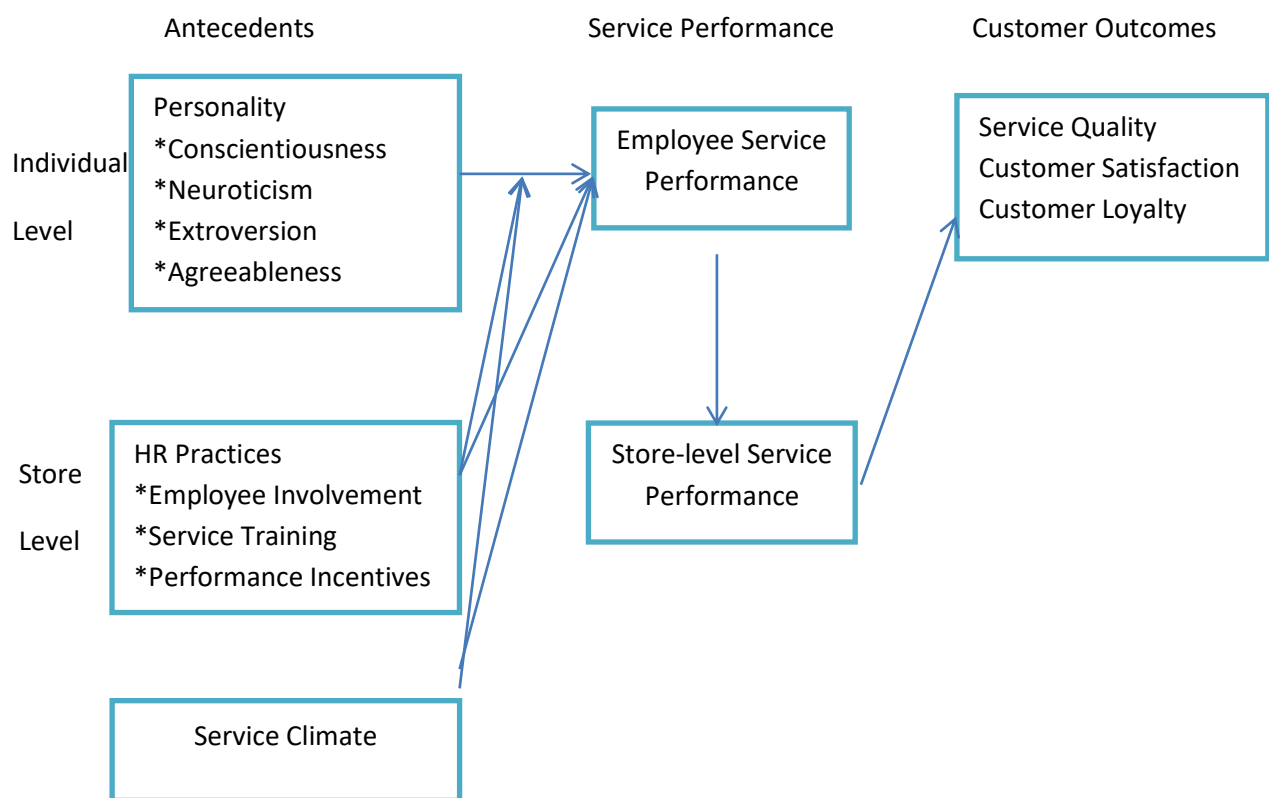 Antecedents
Service Performance
Customer Outcomes
Individual
Level
Personality
*Conscientiousness
*Neuroticism
*Extroversion
*Agreeableness
Employee Service
Performance
Service Quality
Customer Satisfaction
Customer Loyalty
Store
Level
HR Practices
*Employee Involvement
*Service Training
*Performance Incentives
Store-level Service
Performance
Service Climate